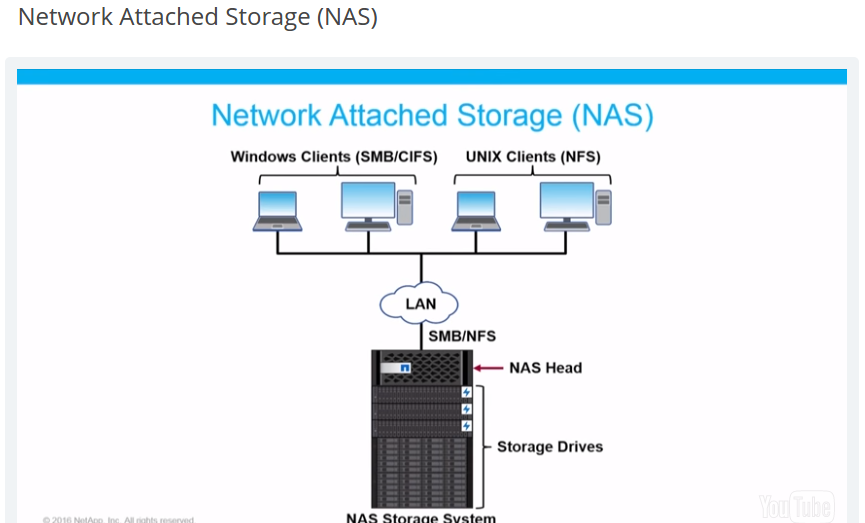 Network Attached Storage (NAS)
Network Attached Storage (NAS)
Windows Clients (SMB/CIFS) UNIX Clients (NFS)
LAN
SMB/NFS
n
NAS Head
Storage Drives
© 2016 NetApp, Inc. All rights reserved
NAS Storage System
YouTube